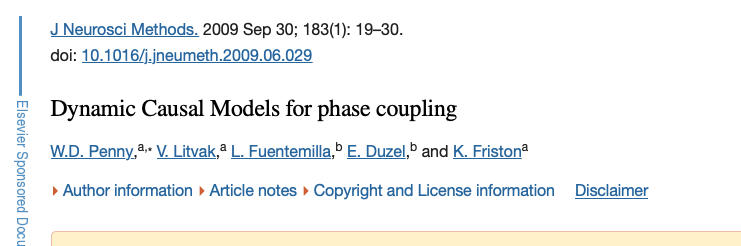 J Neurosci Methods. 2009 Sep 30; 183(1): 19–30.
doi: 10.1016/j.jneumeth.2009.06.029
Dynamic Causal Models for phase coupling
W.D. Penny,a,* V. Litvak,a L. Fuentemilla,b E. Duzel,b and K. Fristona
Author information Article notes Copyright and License information Disclaimer
Elsevier Sponsored Docu